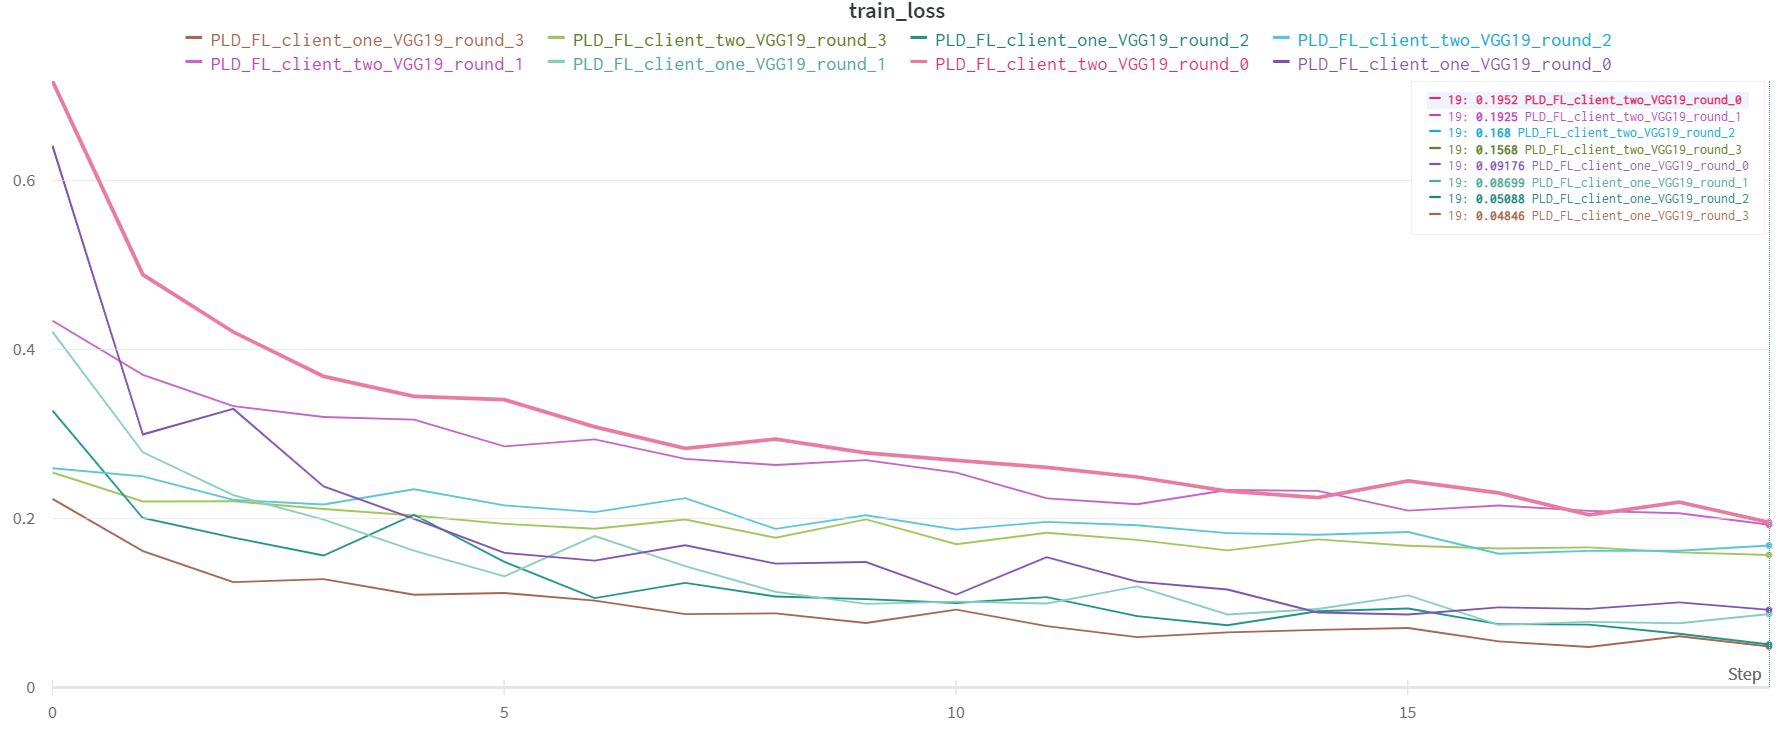 train_loss
PLD_FL_client_one_VGG19_round_3 PLD_FL_client_two_VGG19_round_3 PLD_FL_client_one_VGG19_round_2 PLD_FL_client_two_VGG19_round_2
PLD_FL_client_two_VGG19_round_1 PLD_FL_client_one_VGG19_round_1 PLD_FL_client_two_VGG19_round_0 PLD_FL_client_one_VGG19_round_0
19: 0.1952 PLD_FL_client_two_VGG19_round_0
19: 0.1925 PLD_FL_client_two_VGG19_round_1
19: 0.168 PLD_FL_client_two_VGG19_round_2
19: 0.1568 PLD_FL_client_two_VGG19_round_3
19: 0.09176 PLD_FL_client_one_VGG19_round_0
19: 0.08699 PLD_FL_client_one_VGG19_round_1
19: 0.05088 PLD_FL_client_one_VGG19_round_2
19: 0.04846 PLD_FL_client_one_VGG19_round_3
0.6
0.4
0.2
0
Step
0 5 10 15